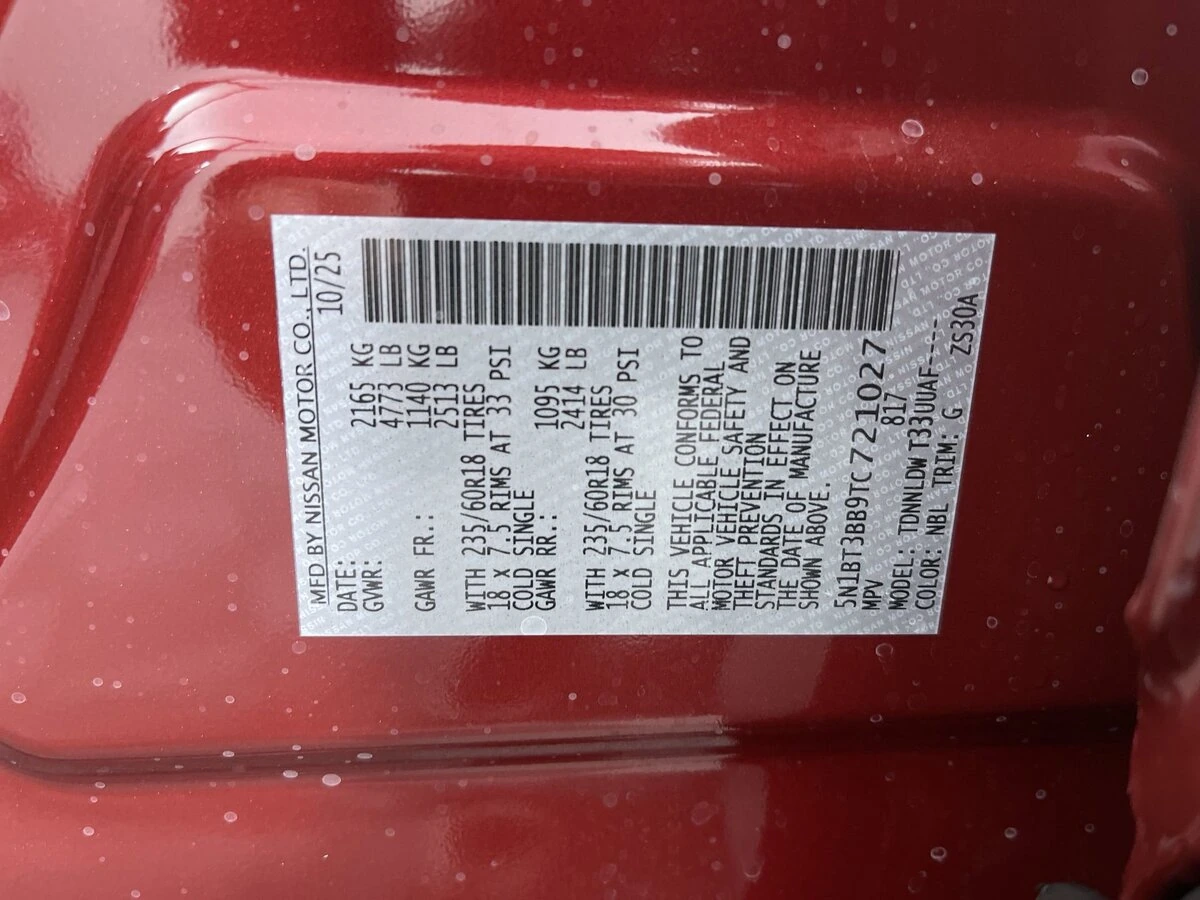 MFD BY NISSAN MOTOR CO., LTD.
DATE: 10/25
GVWR: 2165 KG
4773 LB
GAWR FR.: 1140 KG
2513 LB
WITH 235/60R18 TIRES
18 X 7.5 RIMS AT 33 PSI
COLD SINGLE
GAWR RR.: 1095 KG
2414 LB
WITH 235/60R18 TIRES
18 X 7.5 RIMS AT 30 PSI
COLD SINGLE
THIS VEHICLE CONFORMS TO
ALL APPLICABLE FEDERAL
MOTOR VEHICLE SAFETY AND
THEFT PREVENTION
STANDARDS IN EFFECT ON
THE DATE OF MANUFACTURE
SHOWN ABOVE.
5N1BT3BB9TC721027
MPV 817
MODEL: TDNNLDWT33UUAF----
COLOR: NBL TRIM: G ZS30A